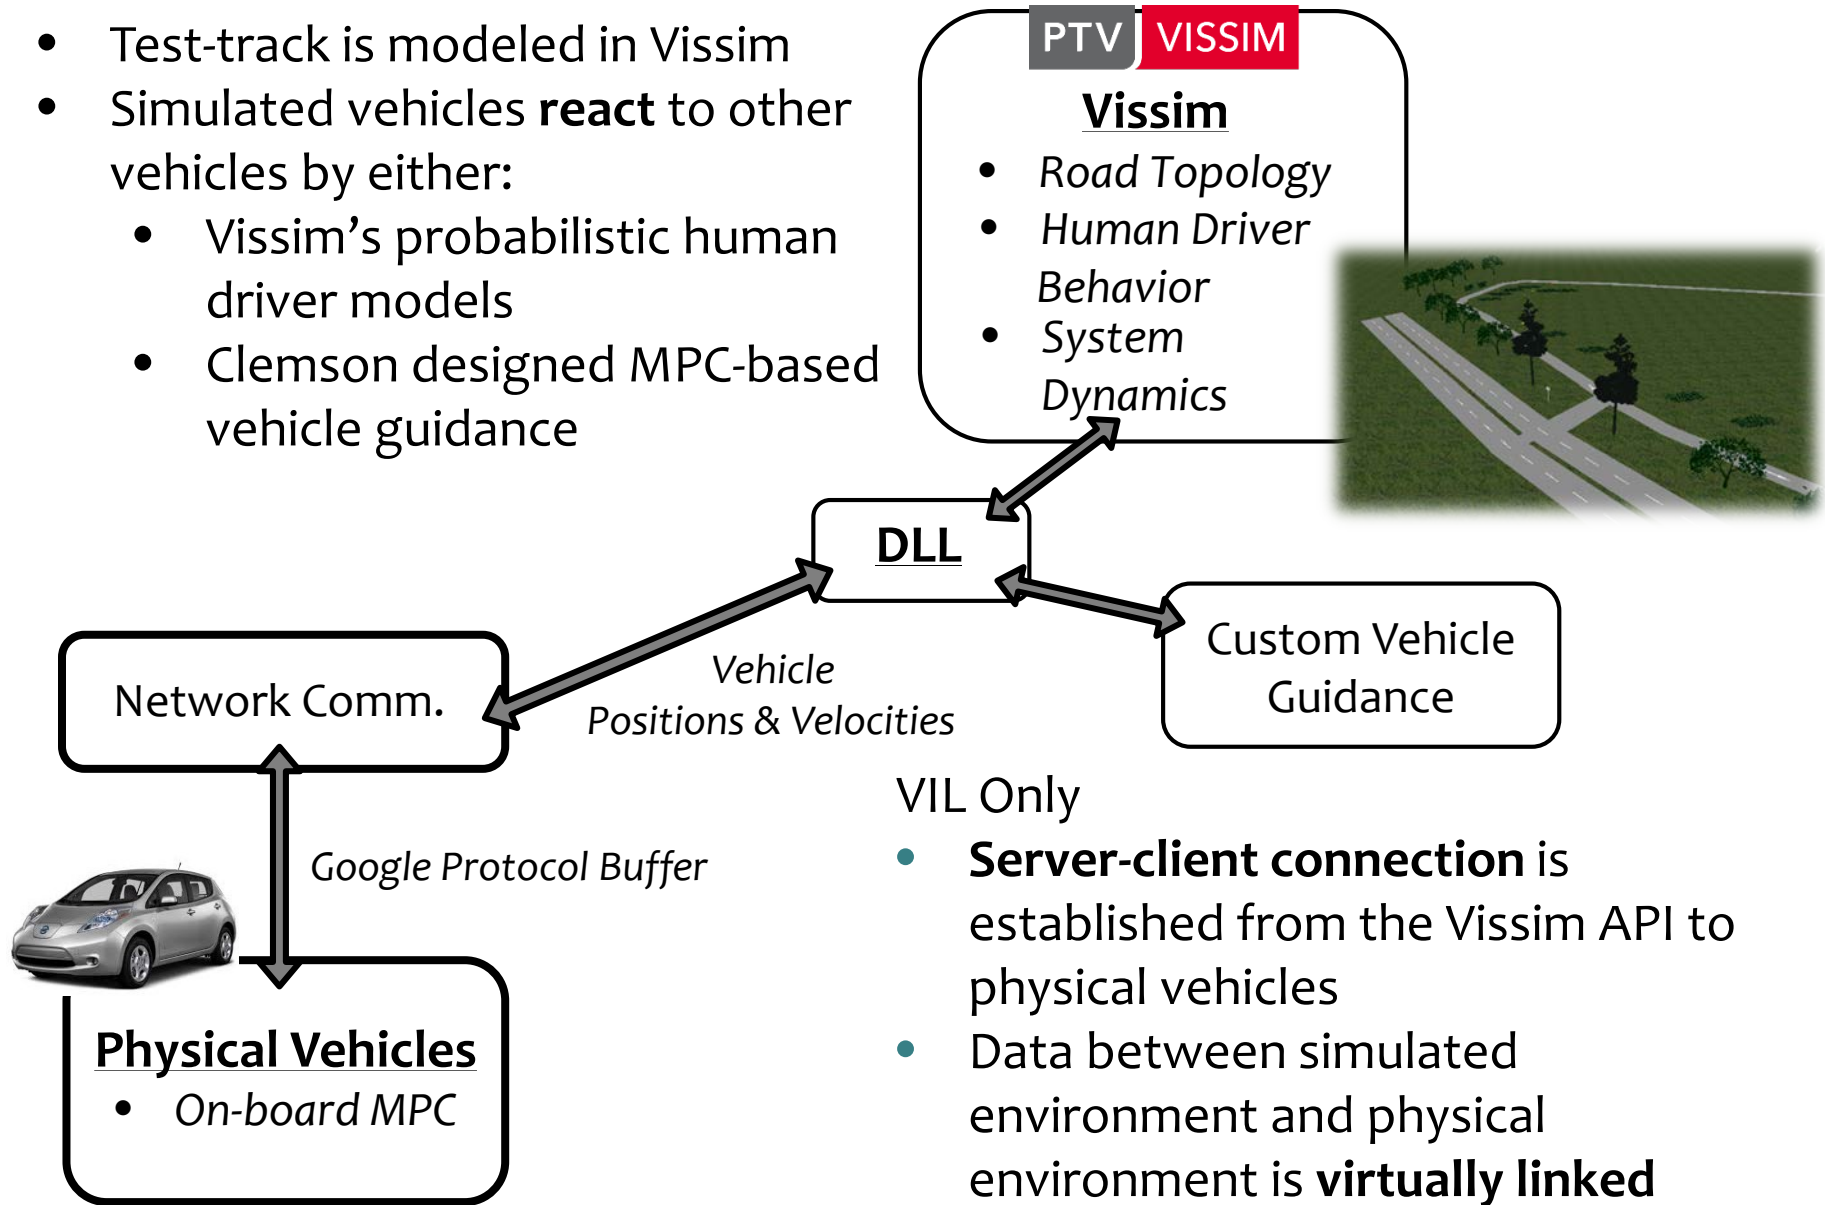 • Test-track is modeled in Vissim
• Simulated vehicles react to other
vehicles by either:
• Vissim’s probabilistic human
driver models
• Clemson designed MPC-based
vehicle guidance
PTV VISSIM
Vissim
• Road Topology
• Human Driver
Behavior
• System
Dynamics
DLL
Custom Vehicle
Guidance
Network Comm.
Vehicle
Positions & Velocities
Google Protocol Buffer
Physical Vehicles
• On-board MPC
VIL Only
• Server-client connection is
established from the Vissim API to
physical vehicles
• Data between simulated
environment and physical
environment is virtually linked